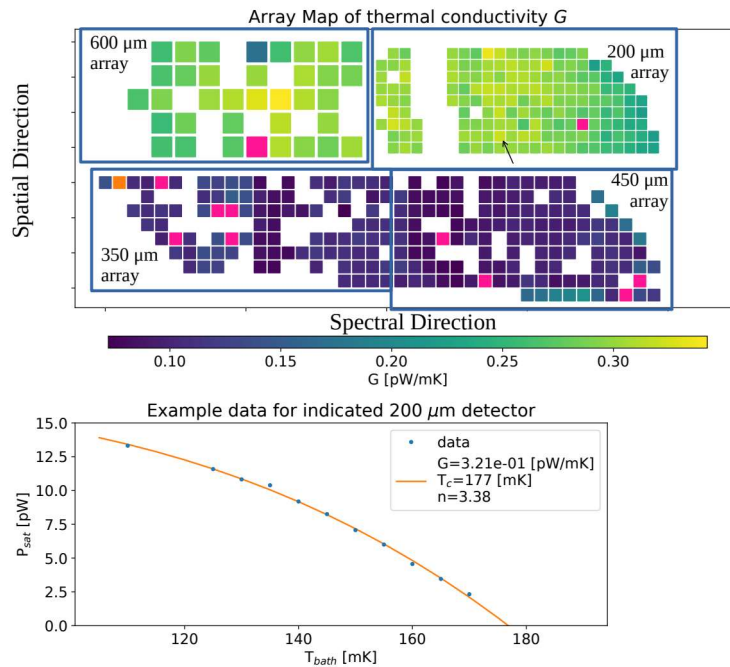 Array Map of thermal conductivity G
600 μm
array
200 μm
array
Spatial Direction
450 μm
array
350 μm
array
Spectral Direction
0.10 0.15 0.20 0.25 0.30
G [pW/mK]
Example data for indicated 200 μm detector
15.0
12.5
10.0
7.5
5.0
2.5
0.0
P_sat [pW]
data
G=3.21e-01 [pW/mK]
T_c=177 [mK]
n=3.38
120 140 160 180
T_bath [mK]